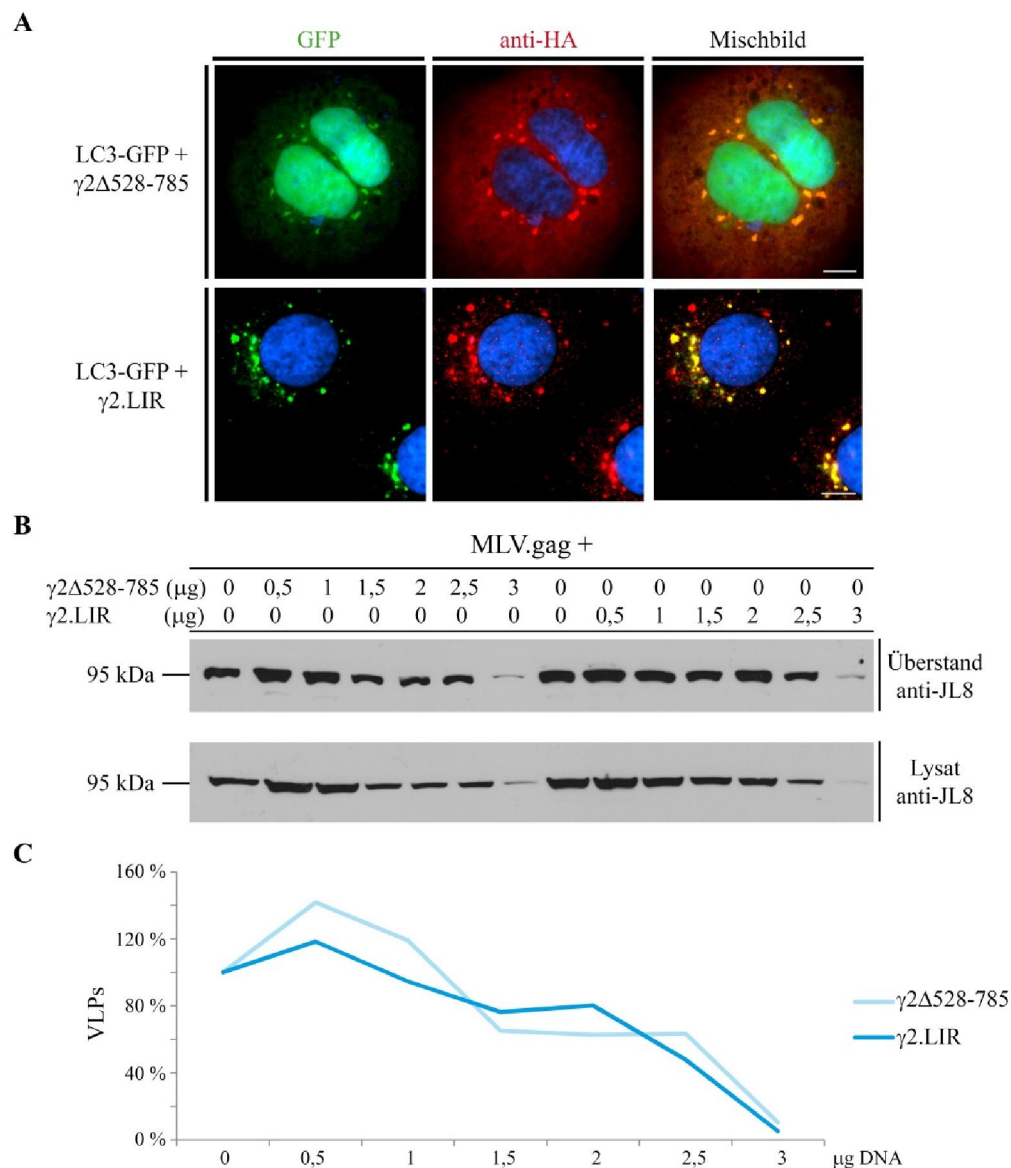 A
GFP anti-HA Mischbild
LC3-GFP +
γ2Δ528-785
LC3-GFP +
γ2.LIR
B
MLV.gag +
γ2Δ528-785 (µg) 0 0,5 1 1,5 2 2,5 3 0 0 0 0 0 0 0
γ2.LIR (µg) 0 0 0 0 0 0 0 0 0,5 1 1,5 2 2,5 3
95 kDa
Überstand
anti-JL8
95 kDa
Lysat
anti-JL8
C
160 %
120 %
80 %
40 %
0 %
VLPs
γ2Δ528-785
γ2.LIR
0 0,5 1 1,5 2 2,5 3 µg DNA